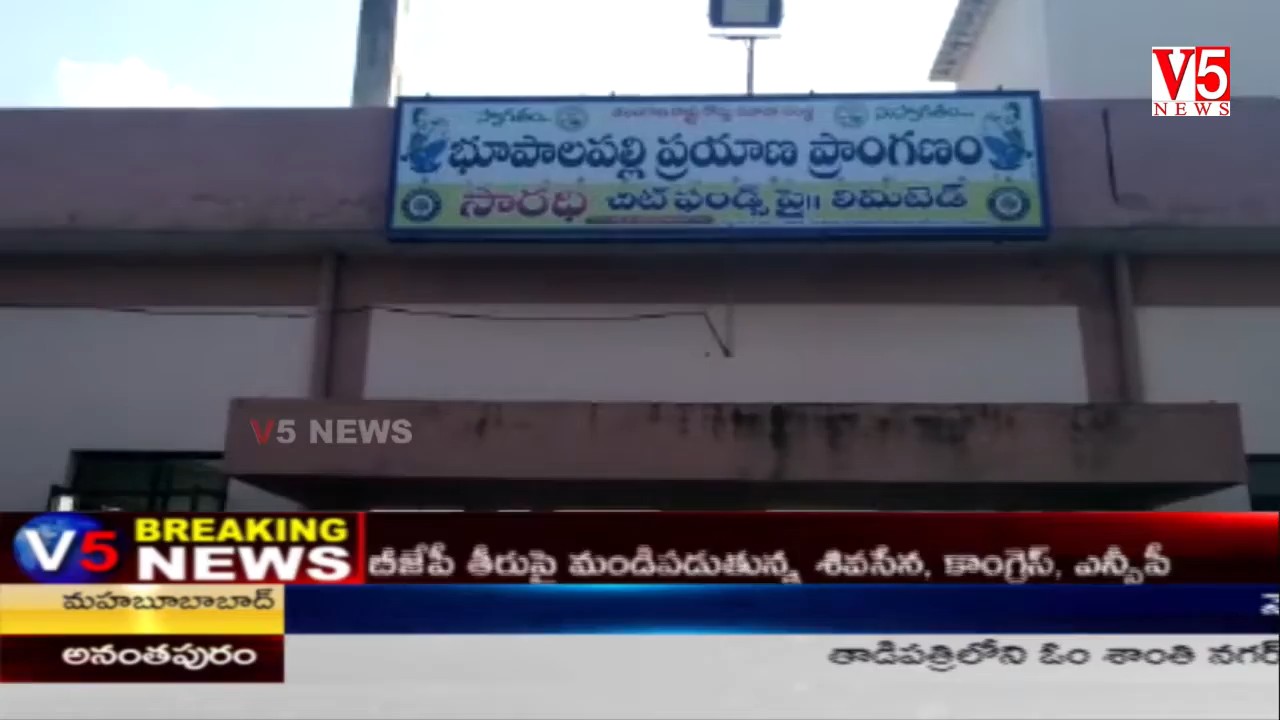 V5
NEWS
స్వాగతం.. తెలంగాణ రాష్ట్ర రోడ్డు రవాణా సంస్థ సుస్వాగతం...
భూపాలపల్లి ప్రయాణ ప్రాంగణం
సారథి చిట్ ఫండ్స్ ప్రై॥ లిమిటెడ్
V5 NEWS
V5 BREAKING NEWS
బీజేపీ తీరుపై మండిపడుతున్న శివసేన, కాంగ్రెస్, ఎన్సీపీ
మహబూబాబాద్
అనంతపురం
తాడిపత్రిలోని ఓం శాంతి నగర్